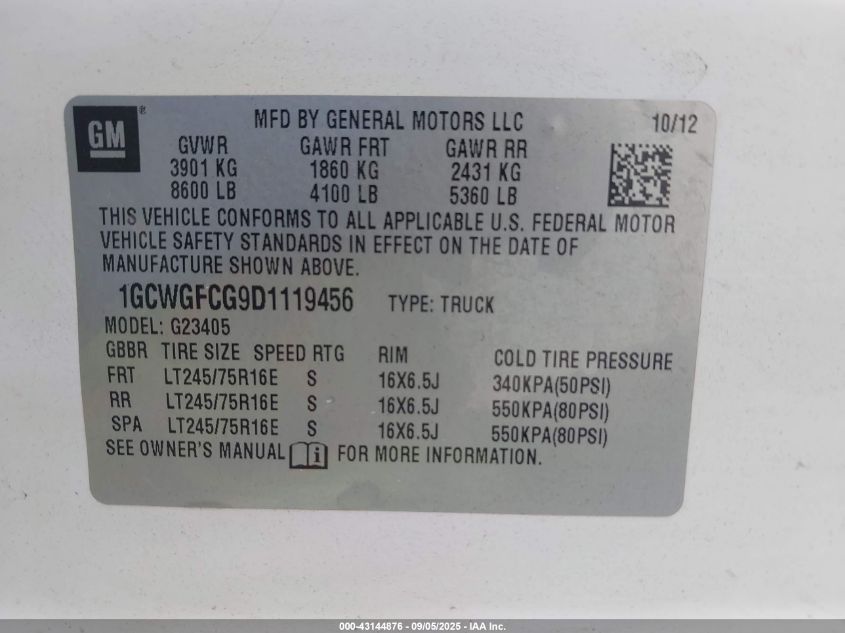 GM®
MFD BY GENERAL MOTORS LLC 10/12
GVWR GAWR FRT GAWR RR
3901 KG 1860 KG 2431 KG
8600 LB 4100 LB 5360 LB
THIS VEHICLE CONFORMS TO ALL APPLICABLE U.S. FEDERAL MOTOR
VEHICLE SAFETY STANDARDS IN EFFECT ON THE DATE OF
MANUFACTURE SHOWN ABOVE.
1GCWGFCG9D1119456 TYPE: TRUCK
MODEL: G23405
GBBR TIRE SIZE SPEED RTG RIM COLD TIRE PRESSURE
FRT LT245/75R16E S 16X6.5J 340KPA(50PSI)
RR LT245/75R16E S 16X6.5J 550KPA(80PSI)
SPA LT245/75R16E S 16X6.5J 550KPA(80PSI)
SEE OWNER'S MANUAL i FOR MORE INFORMATION.
000-43144876 - 09/05/2025 - IAA Inc.